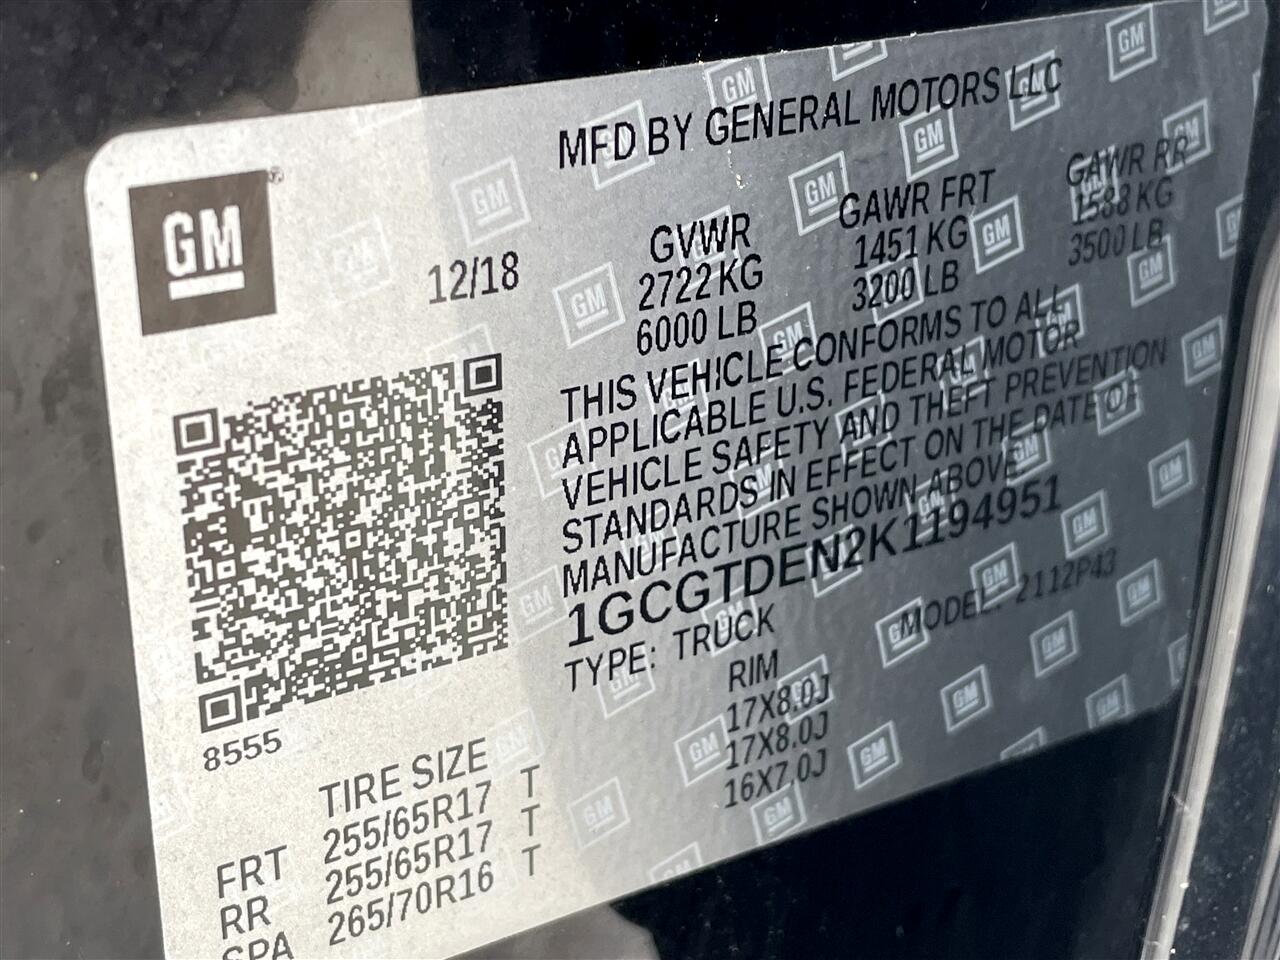 MFD BY GENERAL MOTORS LLC
GM®
12/18
GVWR GAWR FRT GAWR RR
2722 KG 1451 KG 1588 KG
6000 LB 3200 LB 3500 LB
THIS VEHICLE CONFORMS TO ALL
APPLICABLE U.S. FEDERAL MOTOR
VEHICLE SAFETY AND THEFT PREVENTION
STANDARDS IN EFFECT ON THE DATE OF
MANUFACTURE SHOWN ABOVE
1GCGTDEN2K1194951
TYPE: TRUCK MODEL: 2112P43
8555
TIRE SIZE RIM
FRT 255/65R17 T 17X8.0J
RR 255/65R17 T 17X8.0J
SPA 265/70R16 T 16X7.0J